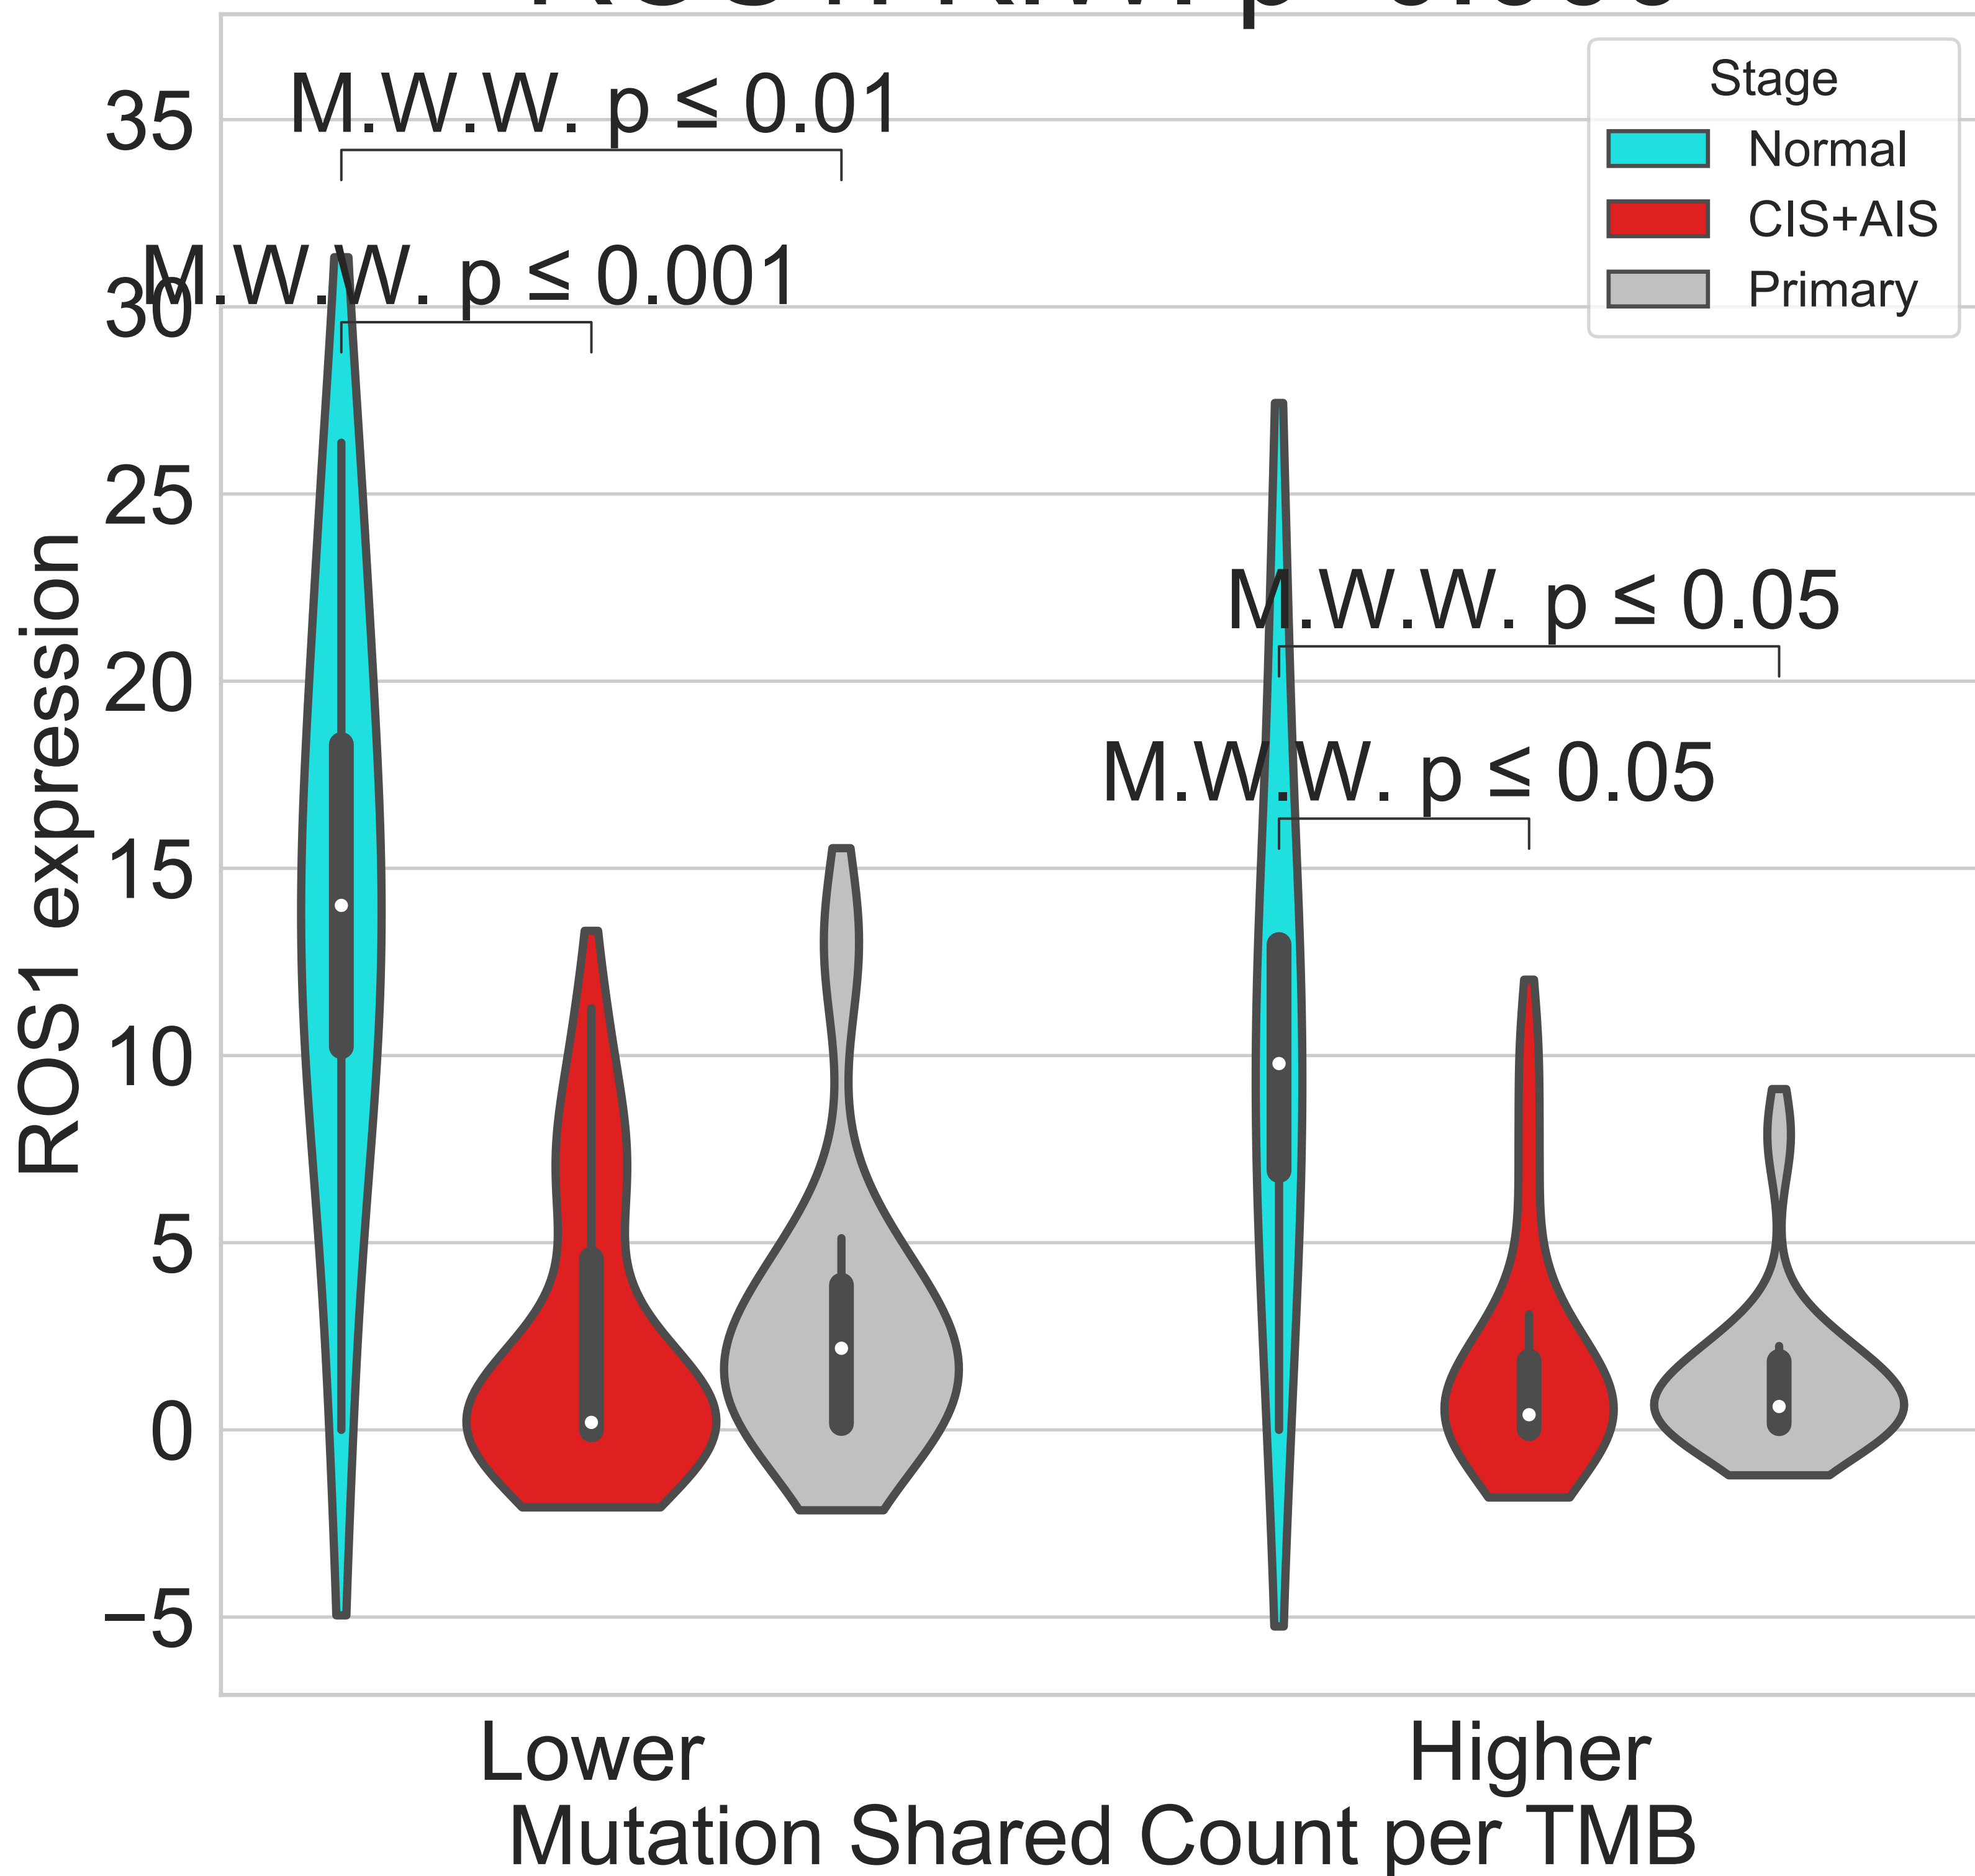 Stage
Normal
CIS+AIS
Primary
M.W.W. p ≤ 0.01
M.W.W. p ≤ 0.001
M.W.W. p ≤ 0.05
M.W.W. p ≤ 0.05
35
30
25
20
15
10
5
0
−5
ROS1 expression
Lower
Higher
Mutation Shared Count per TMB